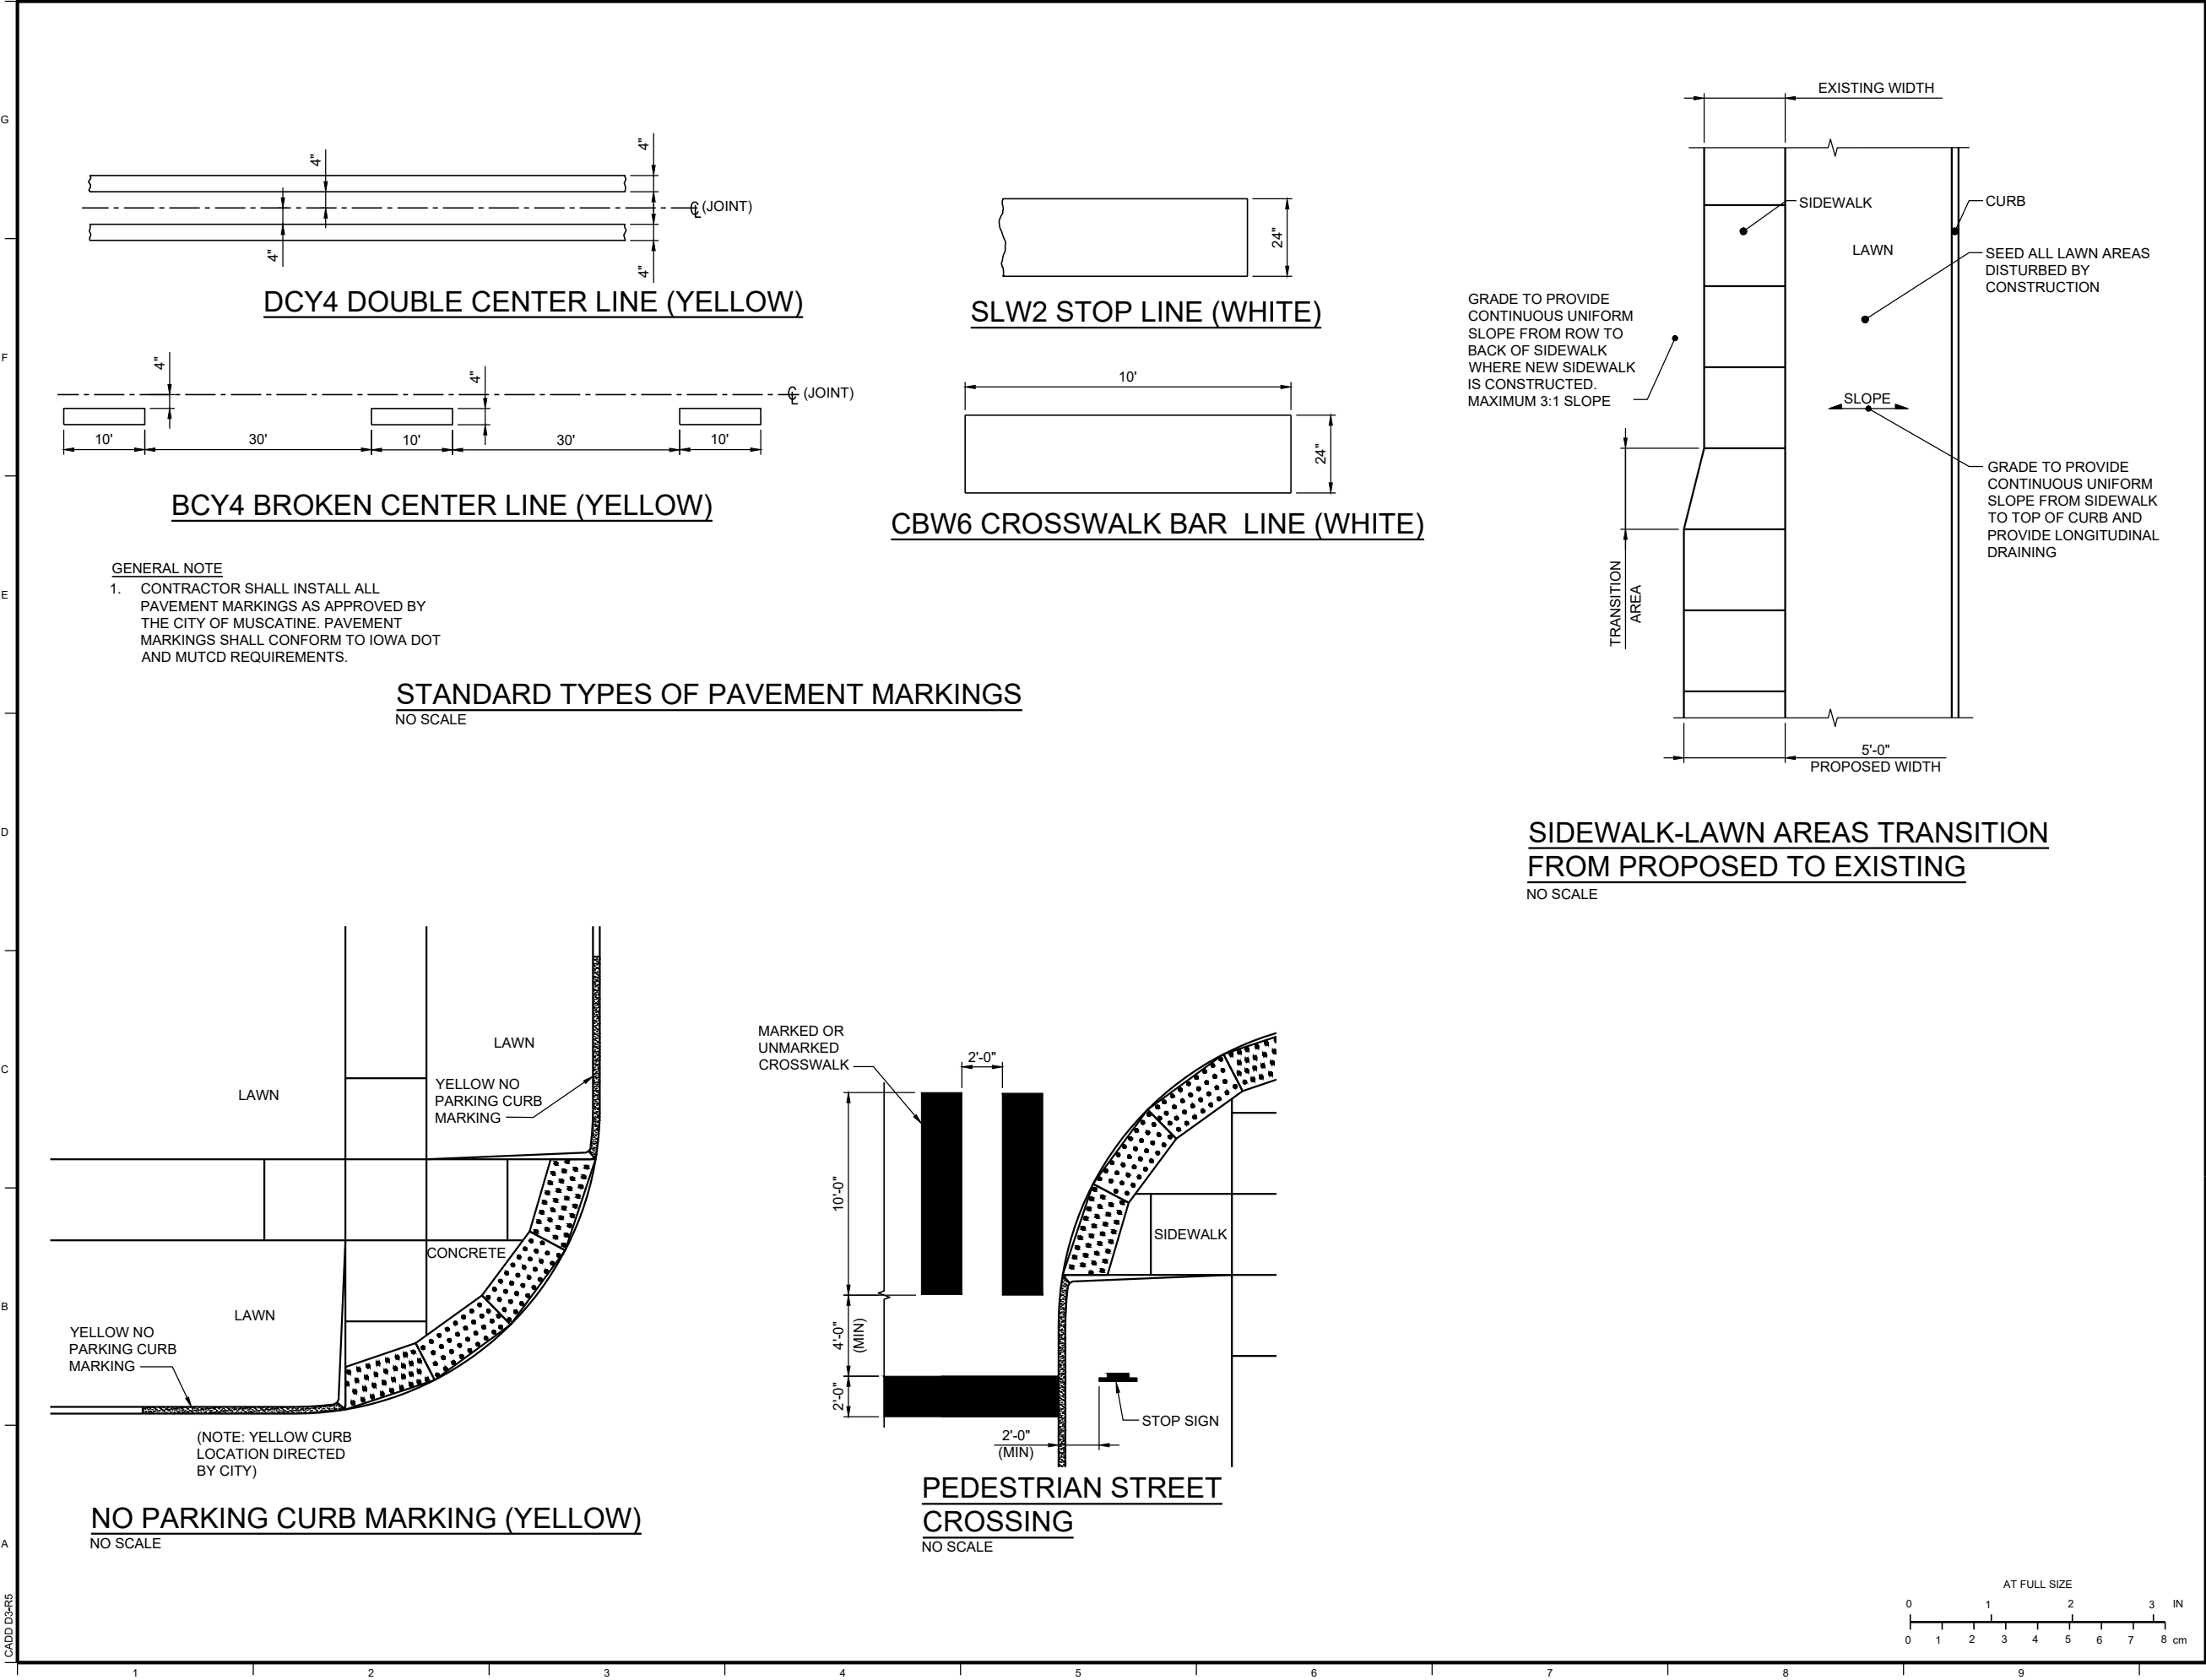 4"
4"
4"
4"
℄ (JOINT)
DCY4 DOUBLE CENTER LINE (YELLOW)
4"
4"
℄ (JOINT)
10'
30'
10'
30'
10'
BCY4 BROKEN CENTER LINE (YELLOW)
24"
SLW2 STOP LINE (WHITE)
10'
24"
CBW6 CROSSWALK BAR LINE (WHITE)
GENERAL NOTE
1. CONTRACTOR SHALL INSTALL ALL
PAVEMENT MARKINGS AS APPROVED BY
THE CITY OF MUSCATINE. PAVEMENT
MARKINGS SHALL CONFORM TO IOWA DOT
AND MUTCD REQUIREMENTS.
STANDARD TYPES OF PAVEMENT MARKINGS
NO SCALE
EXISTING WIDTH
SIDEWALK
CURB
LAWN
SEED ALL LAWN AREAS
DISTURBED BY
CONSTRUCTION
GRADE TO PROVIDE
CONTINUOUS UNIFORM
SLOPE FROM ROW TO
BACK OF SIDEWALK
WHERE NEW SIDEWALK
IS CONSTRUCTED.
MAXIMUM 3:1 SLOPE
SLOPE
GRADE TO PROVIDE
CONTINUOUS UNIFORM
SLOPE FROM SIDEWALK
TO TOP OF CURB AND
PROVIDE LONGITUDINAL
DRAINING
TRANSITION
AREA
5'-0"
PROPOSED WIDTH
SIDEWALK-LAWN AREAS TRANSITION
FROM PROPOSED TO EXISTING
NO SCALE
LAWN
LAWN
YELLOW NO
PARKING CURB
MARKING
CONCRETE
LAWN
YELLOW NO
PARKING CURB
MARKING
(NOTE: YELLOW CURB
LOCATION DIRECTED
BY CITY)
NO PARKING CURB MARKING (YELLOW)
NO SCALE
MARKED OR
UNMARKED
CROSSWALK
2'-0"
10'-0"
SIDEWALK
4'-0"
(MIN)
2'-0"
STOP SIGN
2'-0"
(MIN)
PEDESTRIAN STREET
CROSSING
NO SCALE
AT FULL SIZE
0 1 2 3 IN
0 1 2 3 4 5 6 7 8 cm
G
F
E
D
C
B
A
CADD D3-R5
1 2 3 4 5 6 7 8 9